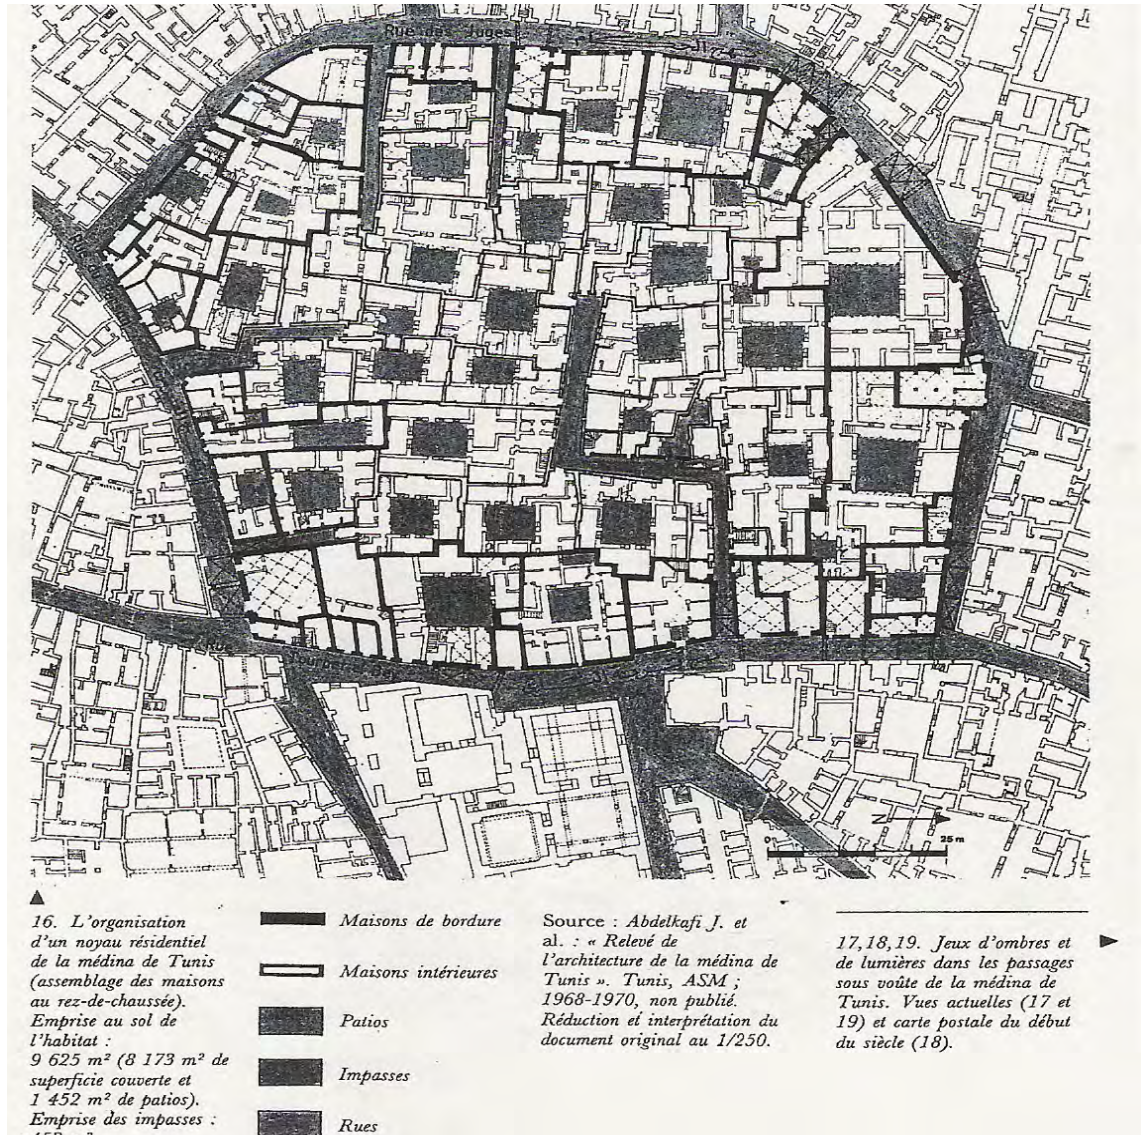 Rue des Juges
Rue
Tourbet
N
25 m
16. L'organisation
d'un noyau résidentiel
de la médina de Tunis
(assemblage des maisons
au rez-de-chaussée).
Emprise au sol de
l'habitat :
9 625 m² (8 173 m² de
superficie couverte et
1 452 m² de patios).
Emprise des impasses :
Maisons de bordure
Maisons intérieures
Patios
Impasses
Rues
Source : Abdelkafi J. et
al. : « Relevé de
l'architecture de la médina de
Tunis ». Tunis, ASM ;
1968-1970, non publié.
Réduction et interprétation du
document original au 1/250.
17,18,19. Jeux d'ombres et
de lumières dans les passages
sous voûte de la médina de
Tunis. Vues actuelles (17 et
19) et carte postale du début
du siècle (18).